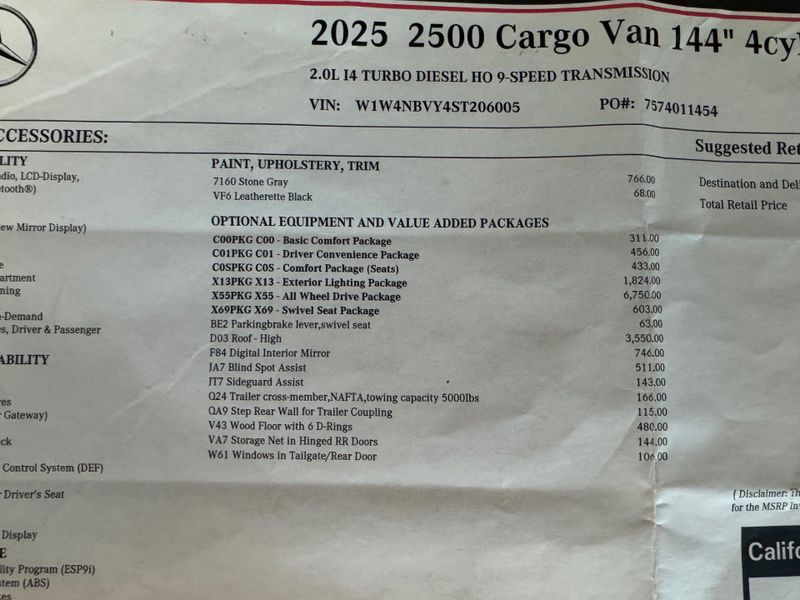 2025 2500 Cargo Van 144" 4cyl
2.0L I4 TURBO DIESEL HO 9-SPEED TRANSMISSION
VIN: W1W4NBVY4ST206005 PO#: 7574011454
CCESSORIES:
LITY
dio, LCD-Display,
etooth®)
ew Mirror Display)
e
artment
ning
-Demand
es, Driver & Passenger
ABILITY
res
r Gateway)
ck
Control System (DEF)
Driver's Seat
Display
E
lity Program (ESP9i)
stem (ABS)
PAINT, UPHOLSTERY, TRIM
7160 Stone Gray 766.00
VF6 Leatherette Black 68.00
OPTIONAL EQUIPMENT AND VALUE ADDED PACKAGES
C00PKG C00 - Basic Comfort Package 311.00
C01PKG C01 - Driver Convenience Package 456.00
C0SPKG C0S - Comfort Package (Seats) 433.00
X13PKG X13 - Exterior Lighting Package 1,824.00
X55PKG X55 - All Wheel Drive Package 6,750.00
X69PKG X69 - Swivel Seat Package 603.00
BE2 Parkingbrake lever,swivel seat 63.00
D03 Roof - High 3,550.00
F84 Digital Interior Mirror 746.00
JA7 Blind Spot Assist 511.00
JT7 Sideguard Assist 143.00
Q24 Trailer cross-member,NAFTA,towing capacity 5000lbs 166.00
QA9 Step Rear Wall for Trailer Coupling 115.00
V43 Wood Floor with 6 D-Rings 480.00
VA7 Storage Net in Hinged RR Doors 144.00
W61 Windows in Tailgate/Rear Door 106.00
Suggested Ret
Destination and Deli
Total Retail Price
( Disclaimer: Th
for the MSRP In
Califo